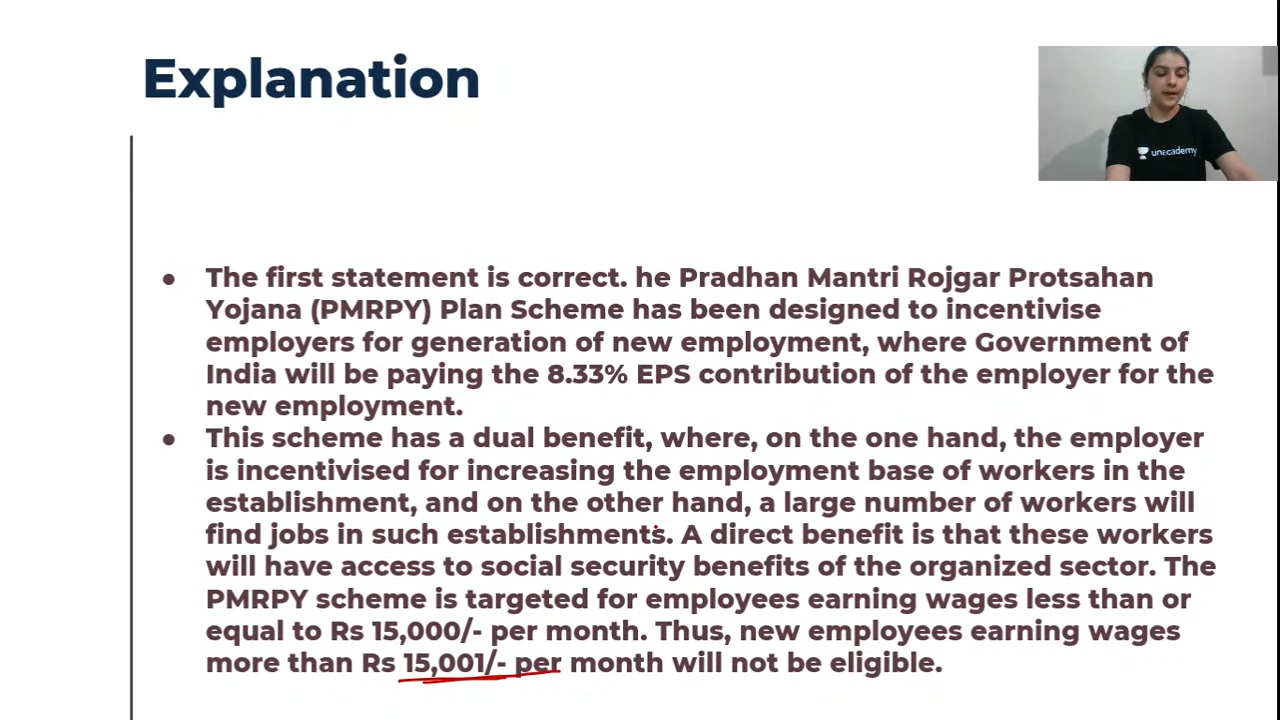 Explanation
unacademy
● The first statement is correct. he Pradhan Mantri Rojgar Protsahan
Yojana (PMRPY) Plan Scheme has been designed to incentivise
employers for generation of new employment, where Government of
India will be paying the 8.33% EPS contribution of the employer for the
new employment.
● This scheme has a dual benefit, where, on the one hand, the employer
is incentivised for increasing the employment base of workers in the
establishment, and on the other hand, a large number of workers will
find jobs in such establishments. A direct benefit is that these workers
will have access to social security benefits of the organized sector. The
PMRPY scheme is targeted for employees earning wages less than or
equal to Rs 15,000/- per month. Thus, new employees earning wages
more than Rs 15,001/- per month will not be eligible.